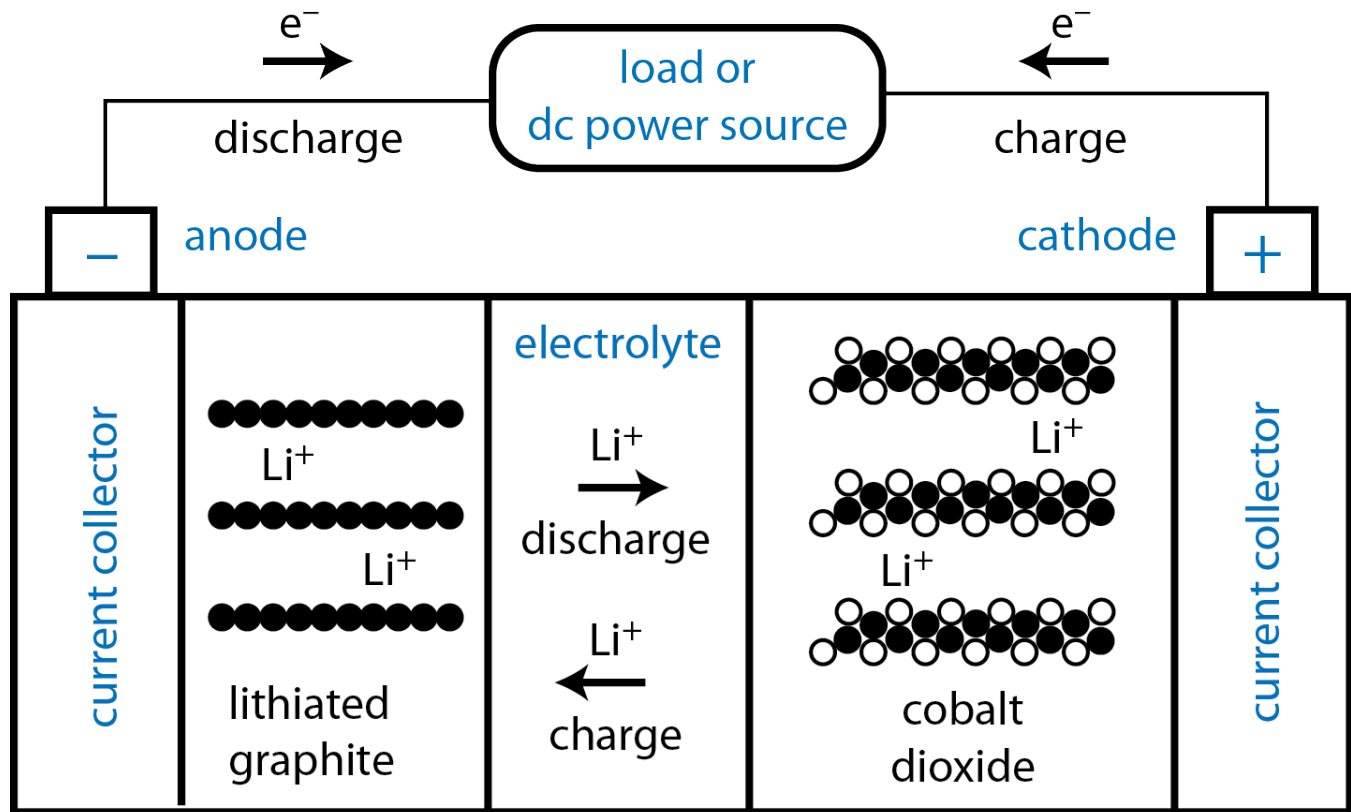 e⁻
e⁻
load or
dc power source
discharge
charge
−
anode
cathode
+
current collector
electrolyte
Li⁺
Li⁺
Li⁺
discharge
Li⁺
charge
lithiated
graphite
Li⁺
Li⁺
cobalt
dioxide
current collector